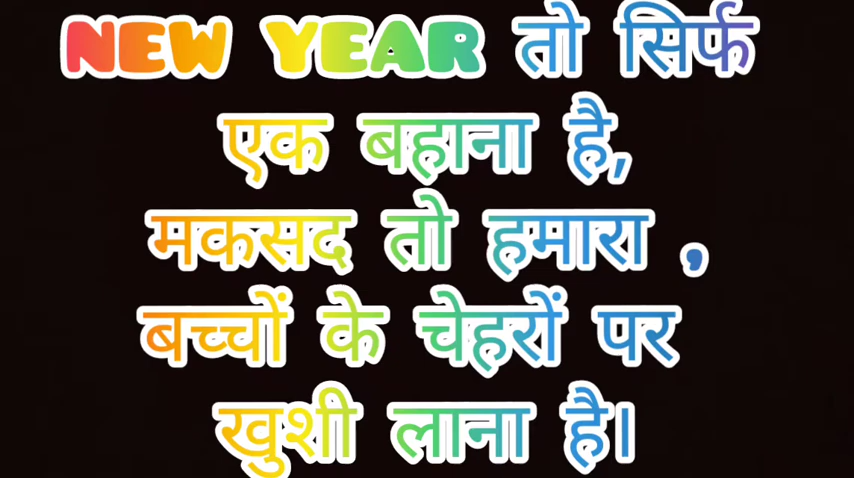 NEW YEAR तो सिर्फ
एक बहाना है,
मकसद तो हमारा ,
बच्चों के चेहरों पर
खुशी लाना है।